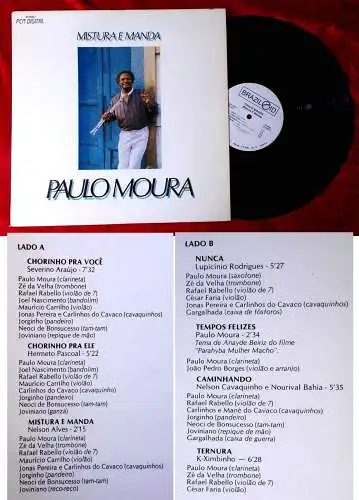 PCM DIGITAL
MISTURA E MANDA
PAULO MOURA
BRAZILOID
LADO A
CHORINHO PRA VOCÊ
Severino Araújo - 7'32
Paulo Moura (clarineta)
Zé da Velha (trombone)
Rafael Rabello (violão de 7)
Joel Nascimento (bandolim)
Maurício Carrilho (violão)
Jonas Pereira e Carlinhos do Cavaco (cavaquinhos)
Jorginho (pandeiro)
Neoci de Bonsucesso (tam-tam)
Joviniano (repique de mão)
CHORINHO PRA ELE
Hermeto Pascoal - 5'22
Paulo Moura (clarineta)
Joel Nascimento (bandolim)
Rafael Rabello (violão de 7)
Maurício Carrilho (violão)
Jonas Pereira e Carlinhos do Cavaco (cavaquinhos)
Jorginho (pandeiro)
Neoci de Bonsucesso (tam-tam)
Joviniano (ganzá)
MISTURA E MANDA
Nelson Alves - 2'15
Paulo Moura (clarineta)
Zé da Velha (trombone)
Rafael Rabello (violão de 7)
Maurício Carrilho (violão)
Jonas Pereira e Carlinhos do Cavaco (cavaquinhos)
Jorginho (pandeiro)
Neoci de Bonsucesso (tam-tam)
Joviniano (reco-reco)
LADO B
NUNCA
Lupicínio Rodrigues - 5'27
Paulo Moura (saxofone)
Zé da Velha (trombone)
Rafael Rabello (violão de 7)
César Faria (violão)
Jonas Pereira e Carlinhos do Cavaco (cavaquinhos)
Gargalhada (caixa de fósforos)
TEMPOS FELIZES
Paulo Moura - 2'34
Tema de Anayde Beiriz do filme
"Parahyba Mulher Macho".
Paulo Moura (clarineta)
João Pedro Borges (violão e arranjo)
CAMINHANDO
Nelson Cavaquinho e Nourival Bahia - 5'35
Paulo Moura (clarineta)
Rafael Rabello (violão de 7)
Carlinhos e Mané do Cavaco (cavaquinhos)
Jorginho (pandeiro)
Neoci de Bonsucesso (tam-tam)
Joviniano (repique de mão)
Gargalhada (caixa de guerra)
TERNURA
K-Ximbinho — 6'28
Paulo Moura (clarineta)
Zé da Velha (trombone)
Rafael Rabello (violão de 7)
César Faria (violão)